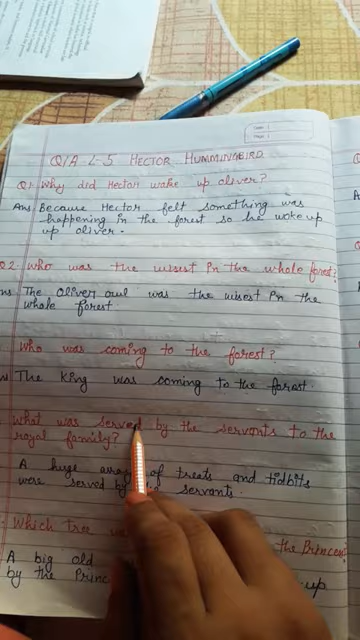 Date: 
Page:
Q/A L-5 HECTOR HUMMINGBIRD
Q1 Why did Hector wake up oliver?
Ans Because Hector felt something was
happening in the forest so he woke up
up oliver.
Q2. Who was the wisest in the whole forest?
Ans. The oliver owl was the wisest in the
whole forest.
Who was coming to the forest?
The King was coming to the forest.
What was served by the servants to the
royal family?
A huge array of treats and tidbits
were served by servants.
Which tree the Princess?
A big old
by the up